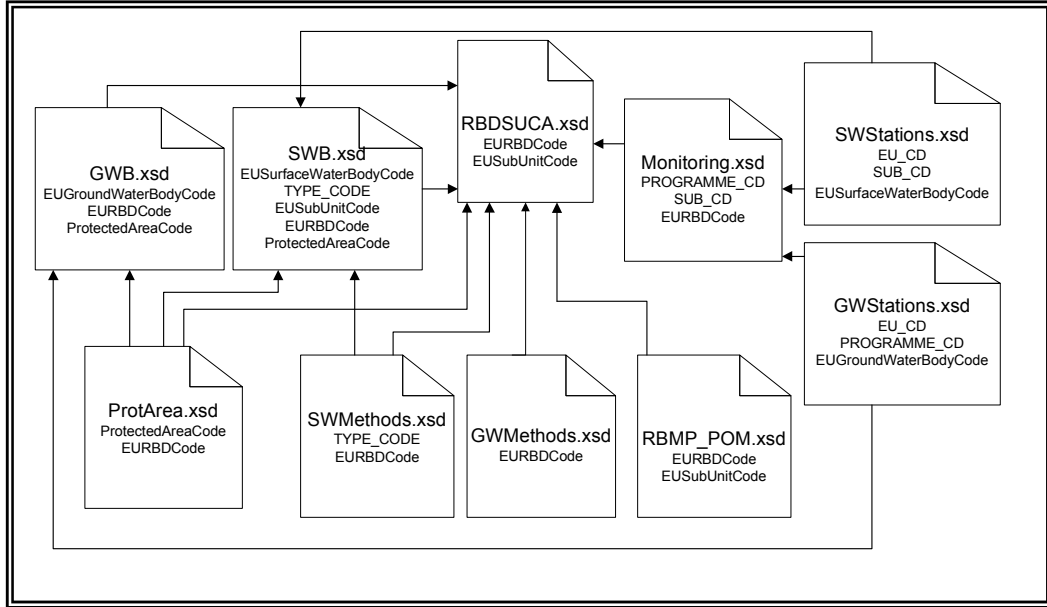 RBDSUCA.xsd
EURBDCode
EUSubUnitCode
SWStations.xsd
EU_CD
SUB_CD
EUSurfaceWaterBodyCode
GWB.xsd
EUGroundWaterBodyCode
EURBDCode
ProtectedAreaCode
SWB.xsd
EUSurfaceWaterBodyCode
TYPE_CODE
EUSubUnitCode
EURBDCode
ProtectedAreaCode
Monitoring.xsd
PROGRAMME_CD
SUB_CD
EURBDCode
GWStations.xsd
EU_CD
PROGRAMME_CD
EUGroundWaterBodyCode
ProtArea.xsd
ProtectedAreaCode
EURBDCode
SWMethods.xsd
TYPE_CODE
EURBDCode
GWMethods.xsd
EURBDCode
RBMP_POM.xsd
EURBDCode
EUSubUnitCode